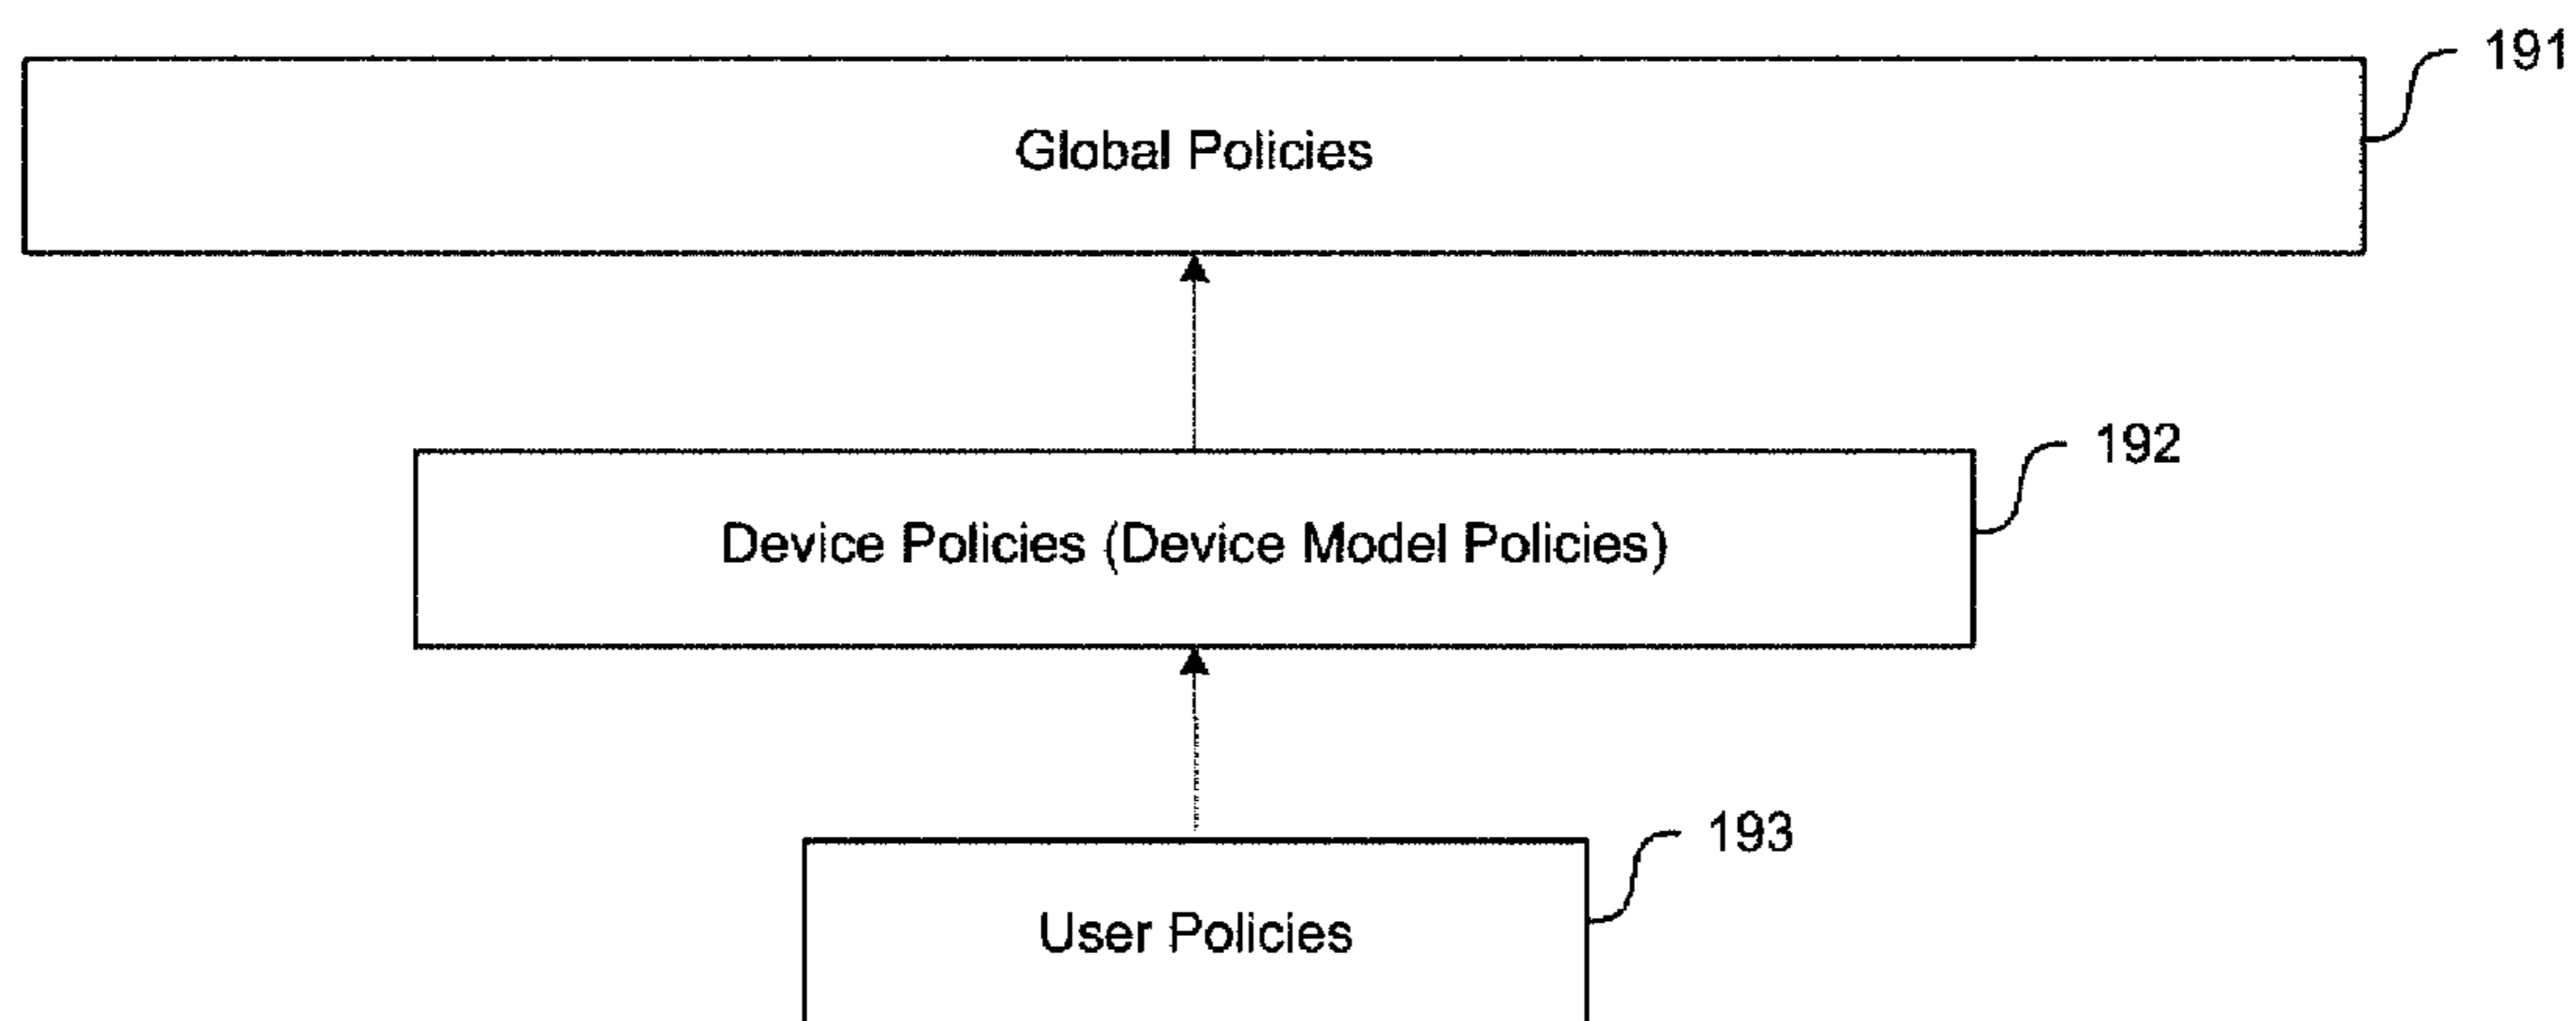 191
Global Policies
192
Device Policies (Device Model Policies)
193
User Policies